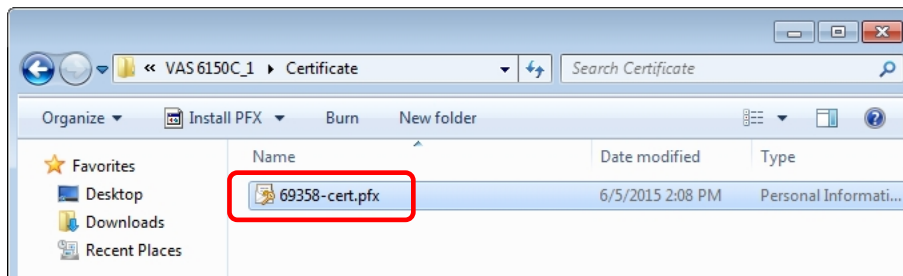 « VAS 6150C_1 ▸ Certificate
Search Certificate
Organize
Install PFX
Burn
New folder
Favorites
Desktop
Downloads
Recent Places
Name
Date modified
Type
69358-cert.pfx
6/5/2015 2:08 PM
Personal Informati...